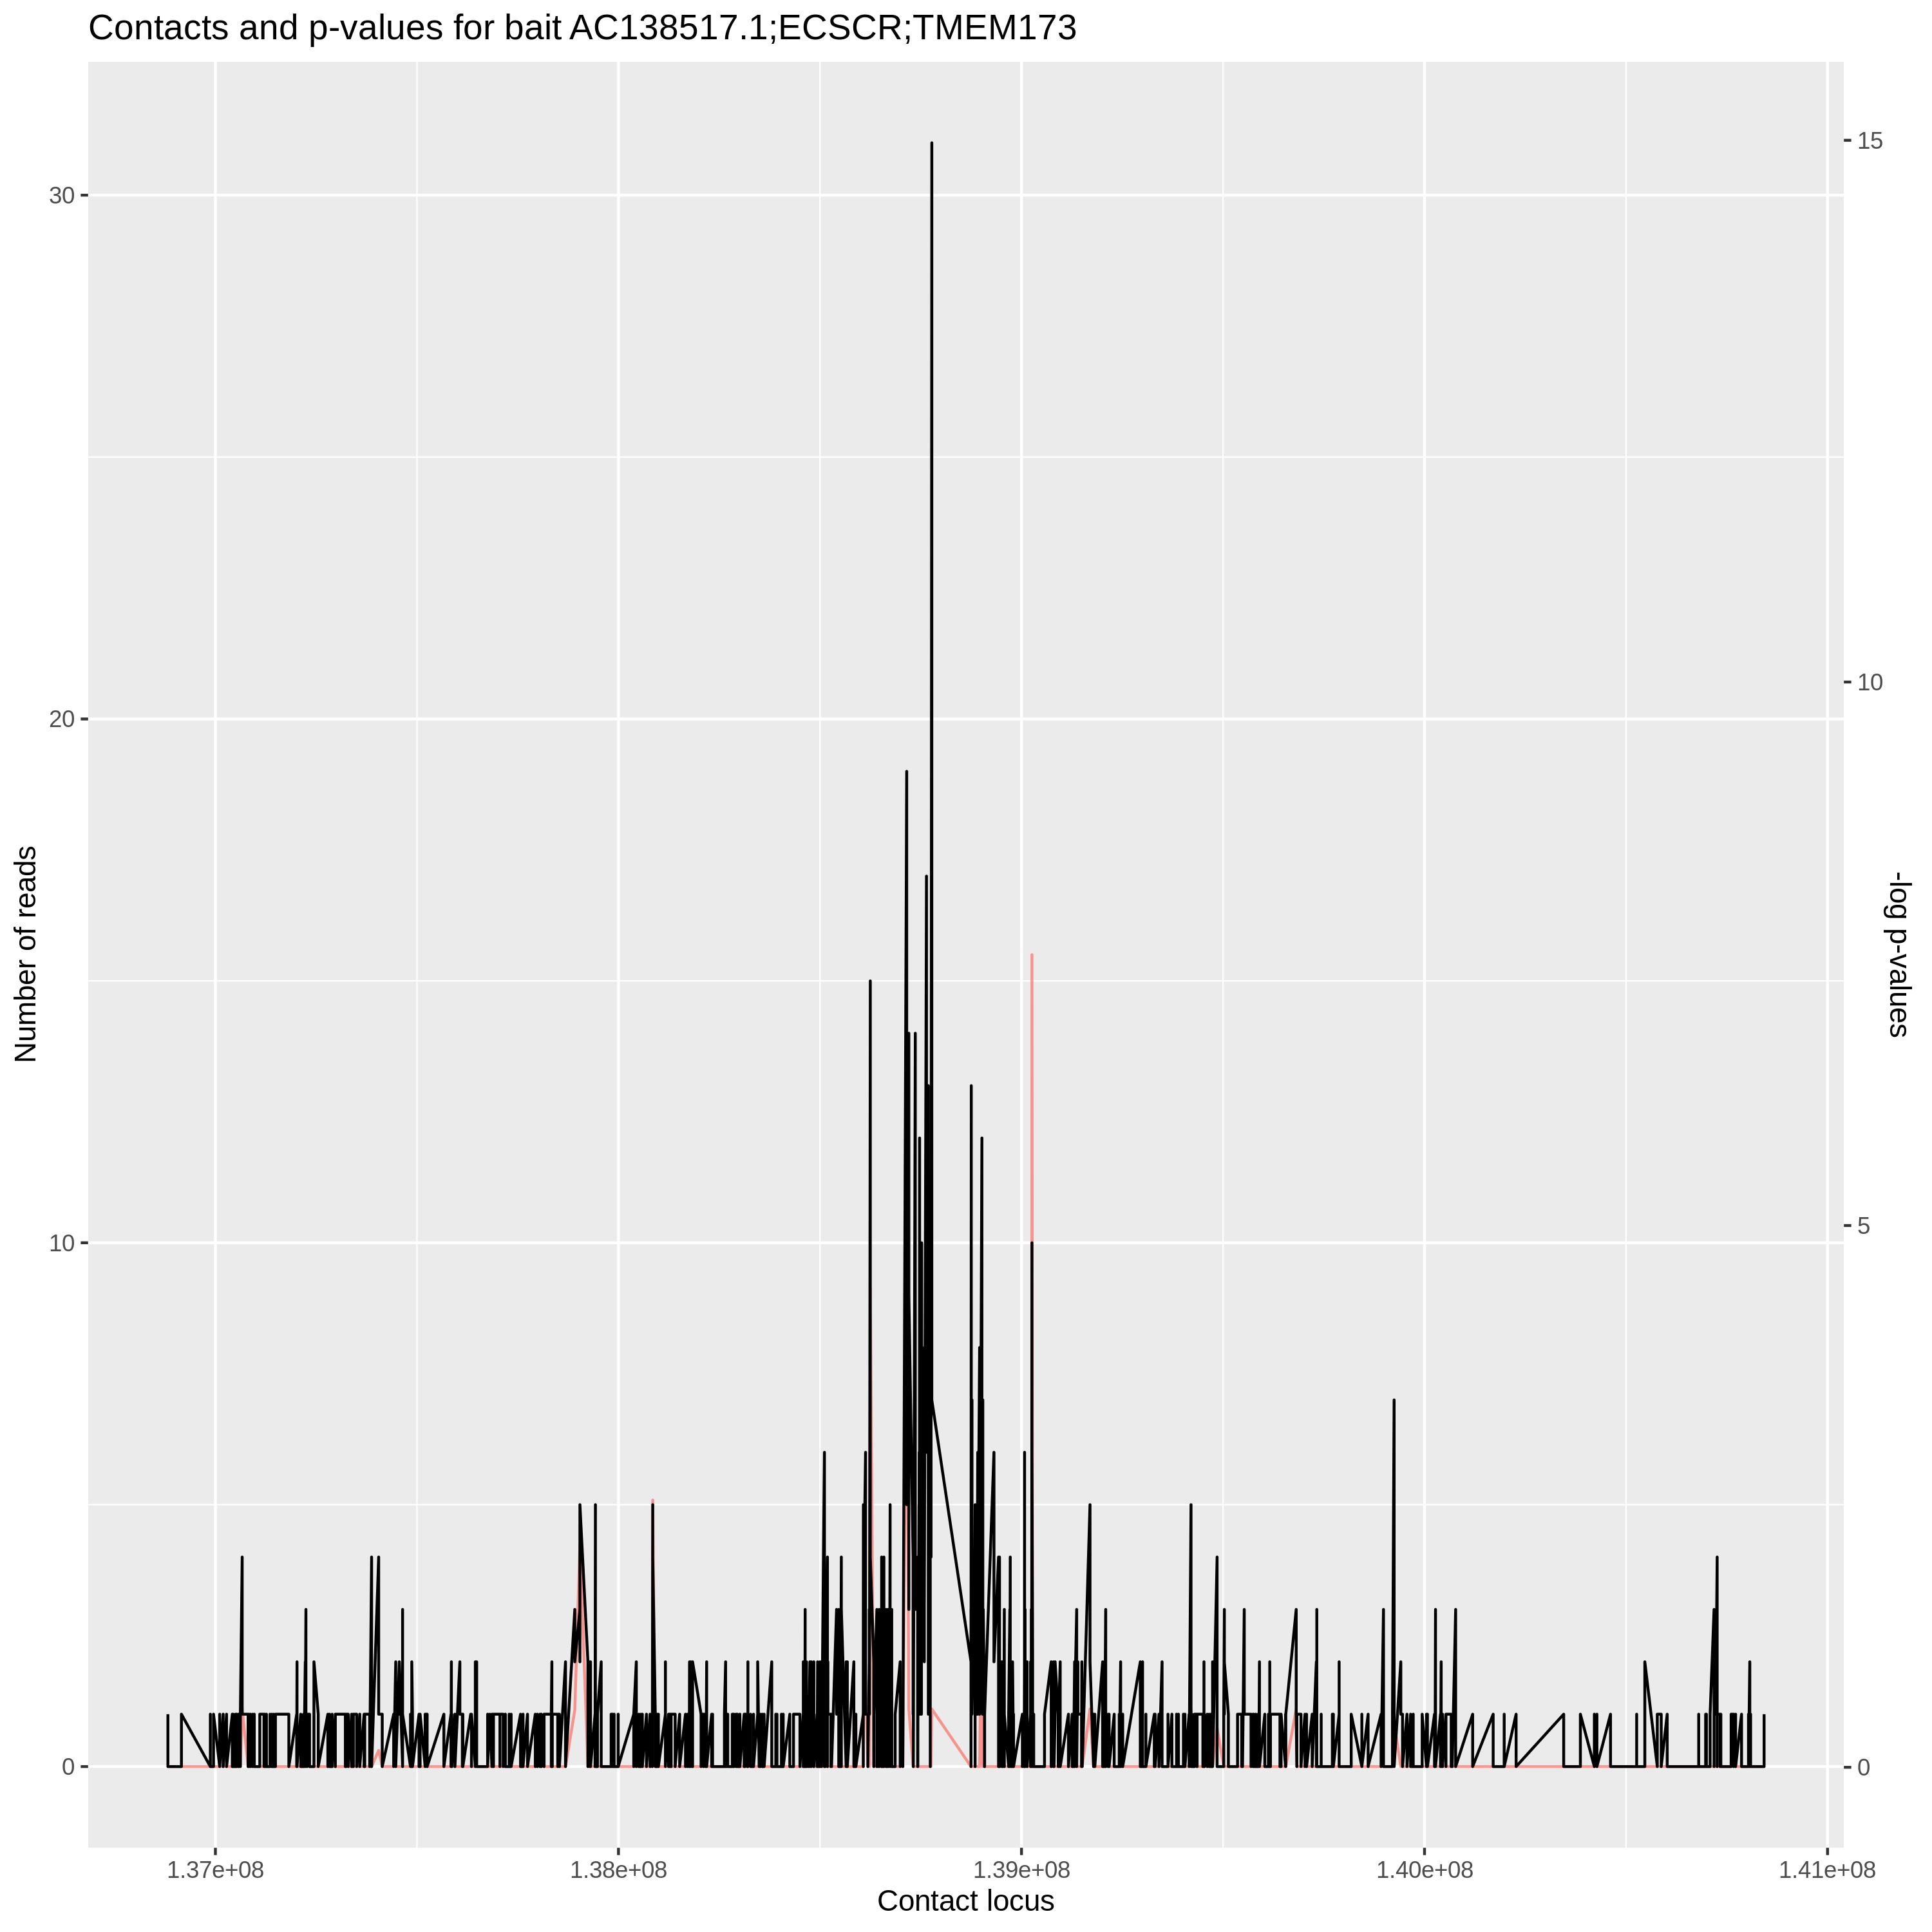 Contacts and p-values for bait AC138517.1;ECSCR;TMEM173
Number of reads
30
20
10
0
15
10
5
0
-log p-values
1.37e+08
1.38e+08
1.39e+08
1.40e+08
1.41e+08
Contact locus